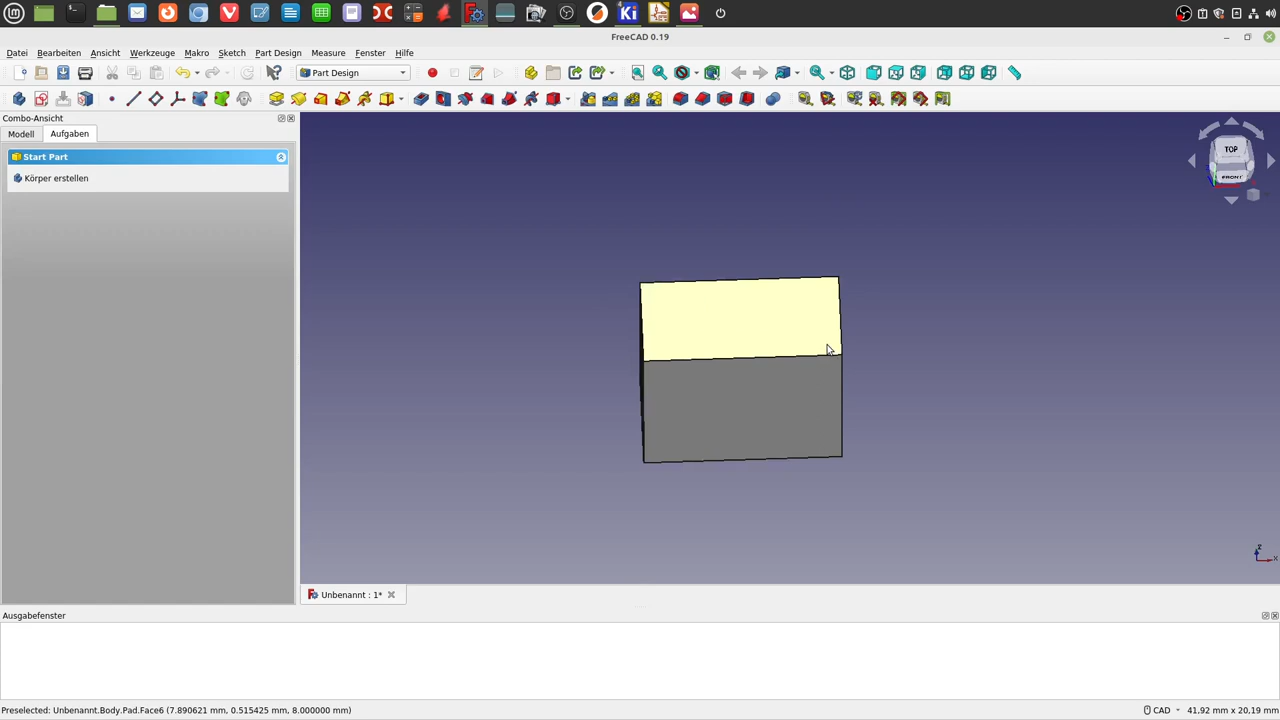 FreeCAD 0.19
Datei Bearbeiten Ansicht Werkzeuge Makro Sketch Part Design Measure Fenster Hilfe
Part Design
Combo-Ansicht
Modell Aufgaben
Start Part
Körper erstellen
TOP
FRONT
Z
X
Unbenannt : 1*
Ausgabefenster
Preselected: Unbenannt.Body.Pad.Face6 (7.890621 mm, 0.515425 mm, 8.000000 mm)
CAD 41,92 mm x 20,19 mm